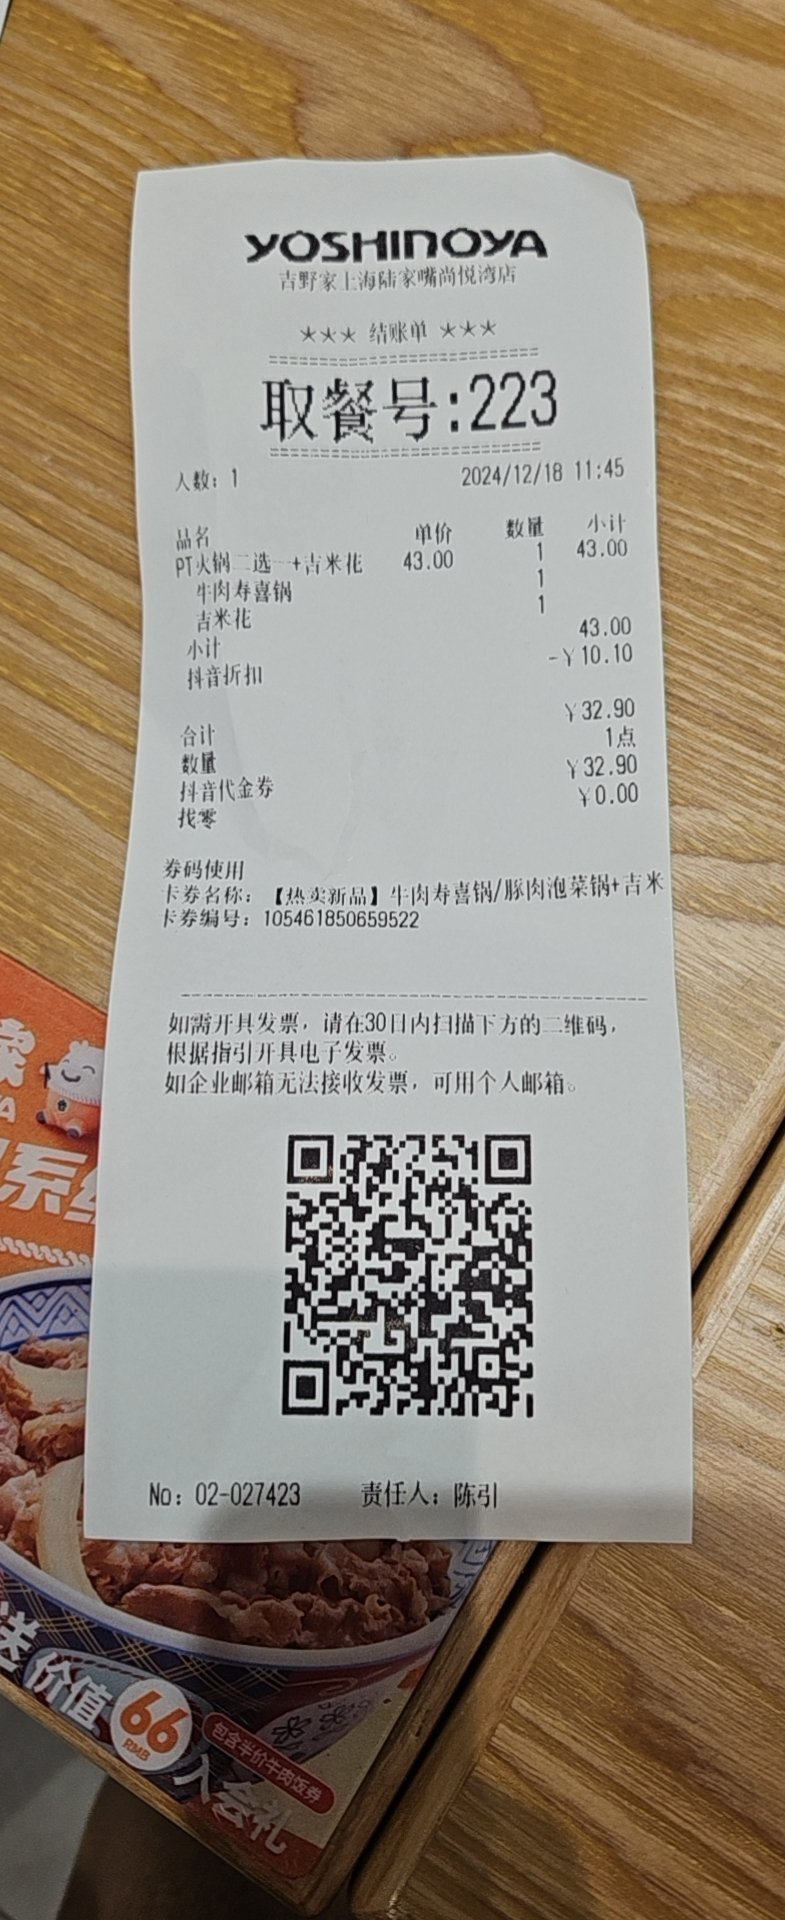 YOSHINOYA
吉野家上海陆家嘴尚悦湾店
*** 结账单 ***
取餐号:223
人数: 1 2024/12/18 11:45
品名 单价 数量 小计
PT火锅二选一+吉米花 43.00 1 43.00
牛肉寿喜锅 1
吉米花 1
小计 43.00
抖音折扣 -￥10.10
合计 ￥32.90
数量 1点
抖音代金券 ￥32.90
找零 ￥0.00
券码使用
卡券名称: 【热卖新品】牛肉寿喜锅/豚肉泡菜锅+吉米
卡券编号: 105461850659522
如需开具发票，请在30日内扫描下方的二维码，
根据指引开具电子发票。
如企业邮箱无法接收发票，可用个人邮箱。
No: 02-027423 责任人: 陈引
家
YA
送价值66
RMB
入会礼
包含半价牛肉饭券